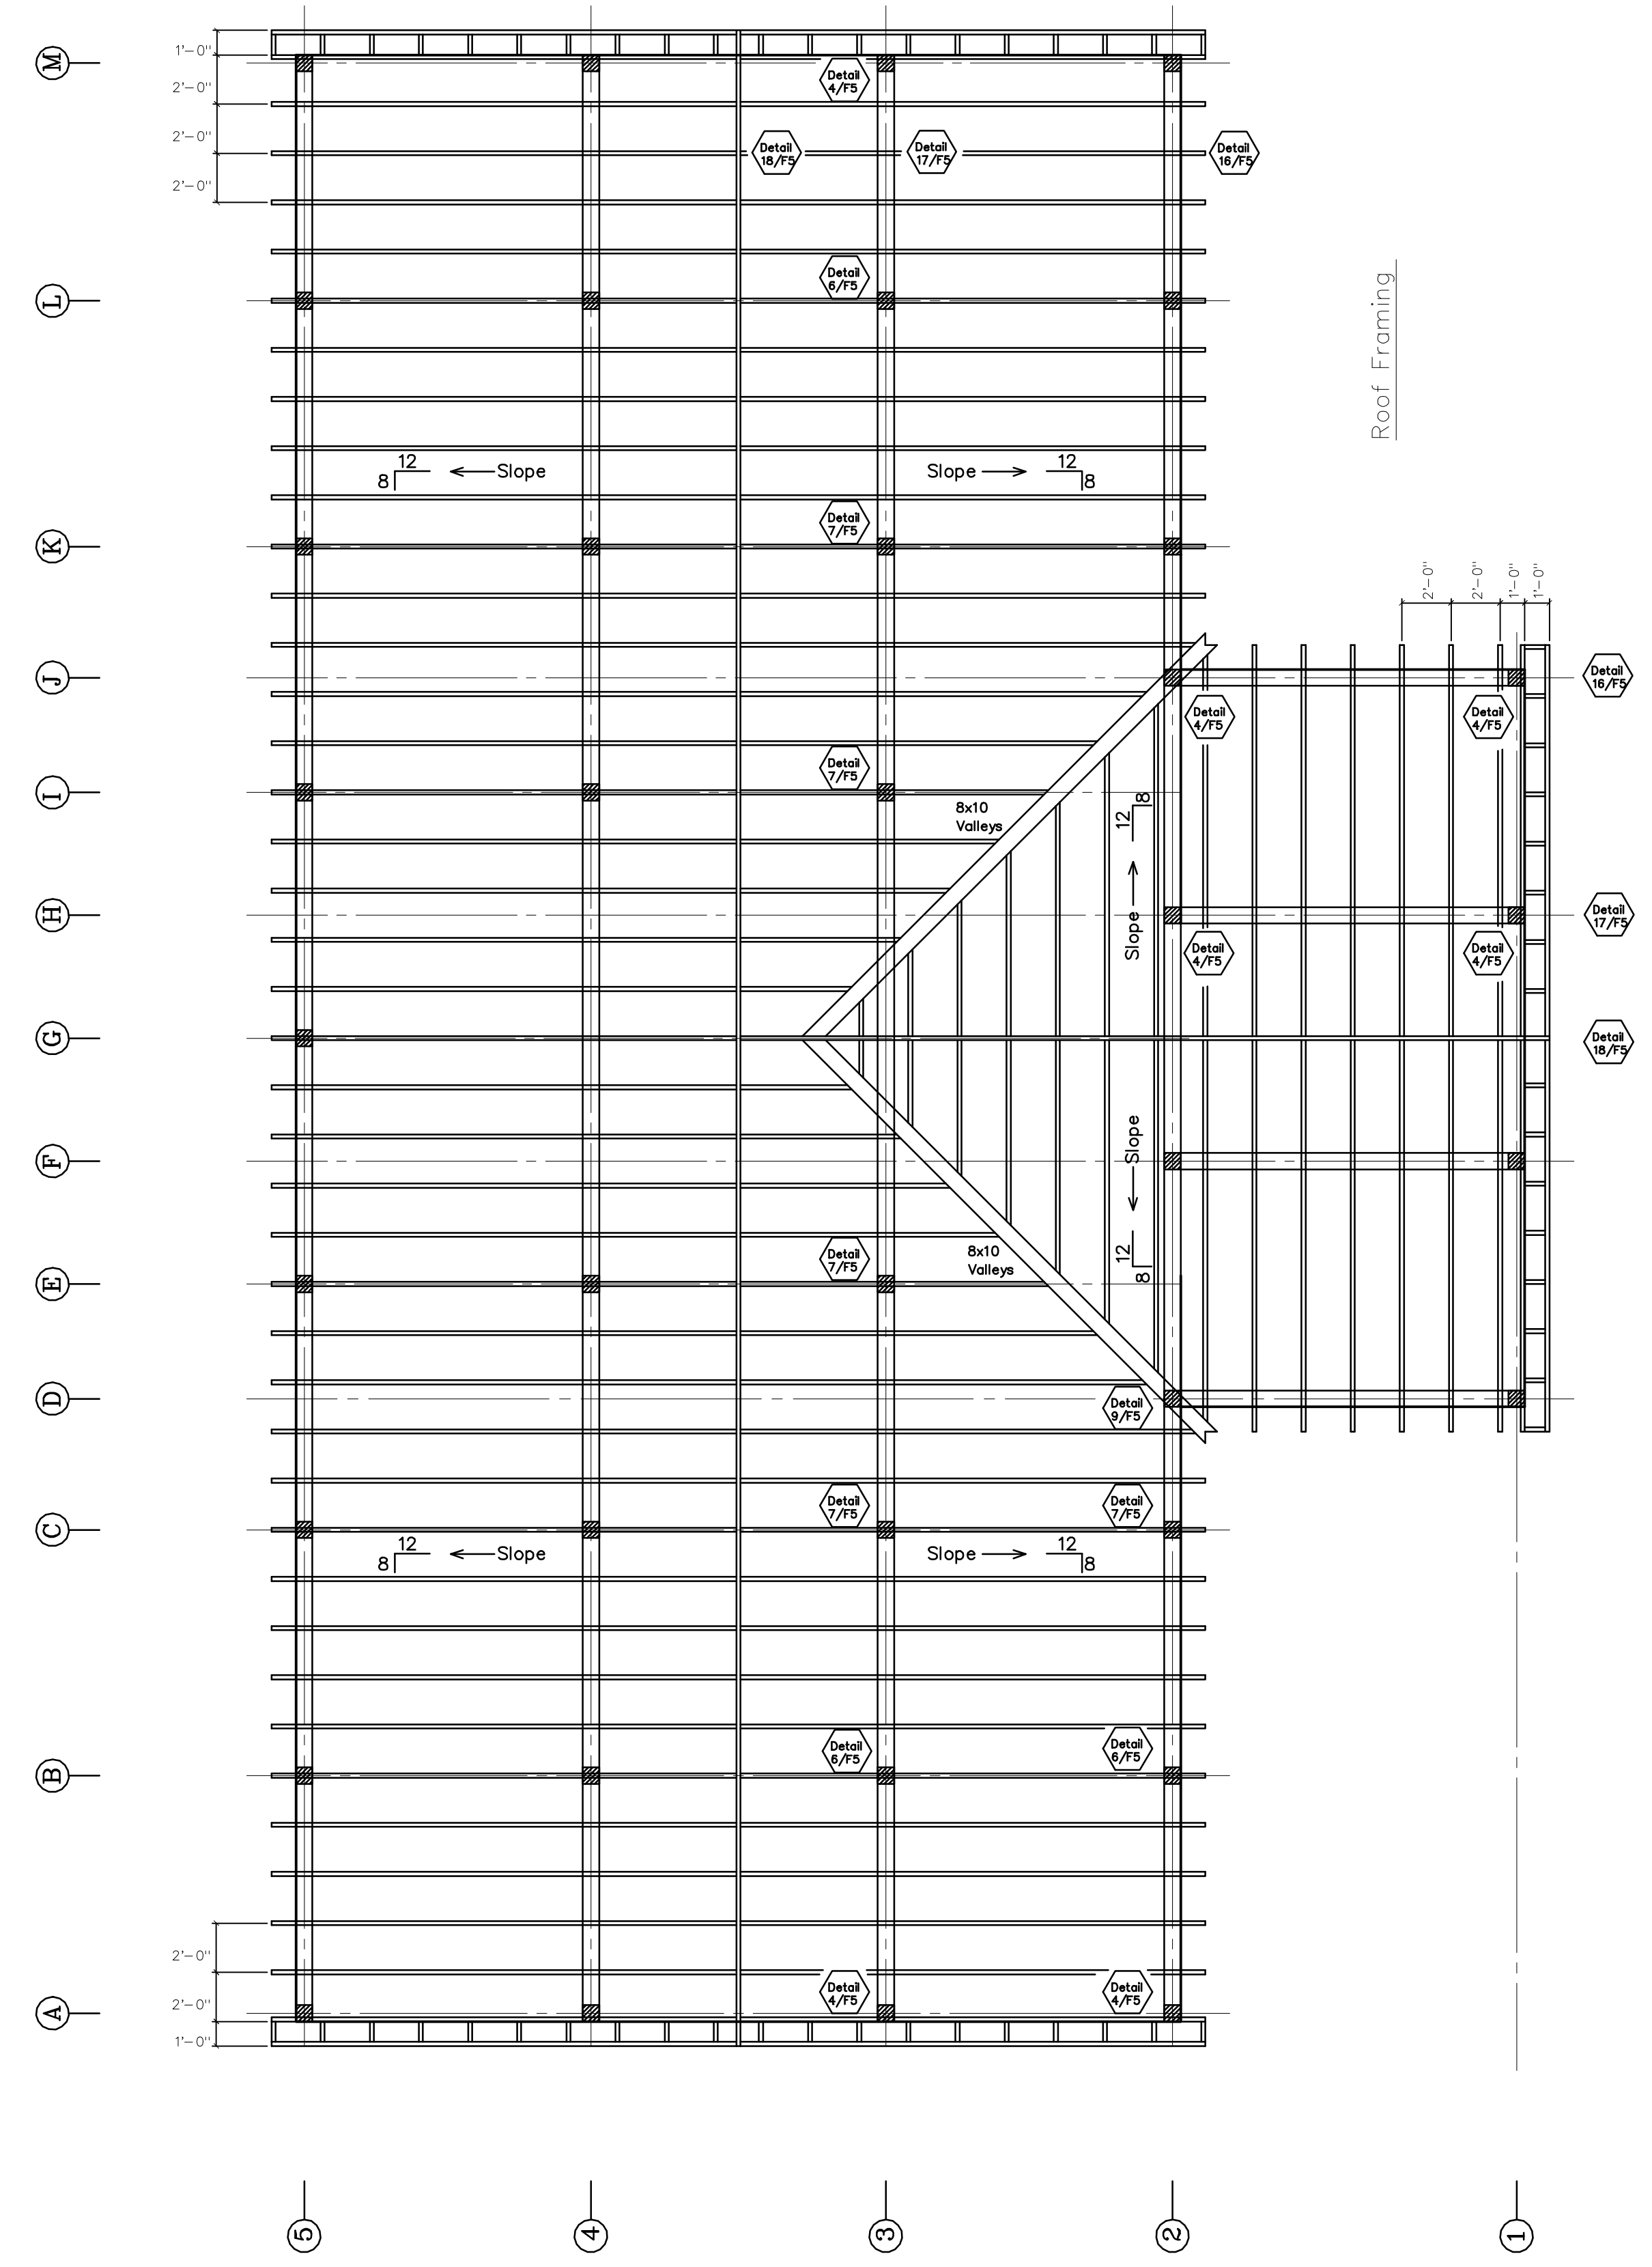 M
1'-0"
2'-0"
2'-0"
2'-0"
Detail
4/F5
Detail
18/F5
Detail
17/F5
Detail
16/F5
L
Detail
6/F5
Roof Framing
12
8
Slope
Slope
12
8
K
Detail
7/F5
2'-0"
2'-0"
1'-0"
1'-0"
J
Detail
16/F5
Detail
4/F5
Detail
4/F5
I
Detail
7/F5
8x10
Valleys
12
8
Slope
H
Detail
17/F5
Detail
4/F5
Detail
4/F5
G
Detail
18/F5
F
Slope
12
8
E
Detail
7/F5
8x10
Valleys
D
Detail
9/F5
C
Detail
7/F5
Detail
7/F5
12
8
Slope
Slope
12
8
B
Detail
6/F5
Detail
6/F5
2'-0"
2'-0"
1'-0"
A
Detail
4/F5
Detail
4/F5
5
4
3
2
1